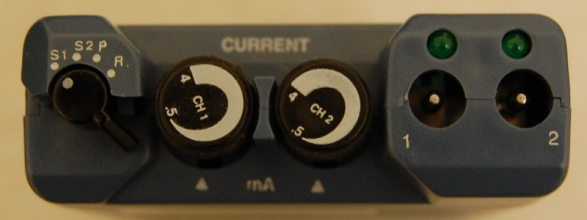 CURRENT
S1 S2 P R.
4 CH 1 .5
4 CH 2 .5
1 2
mA